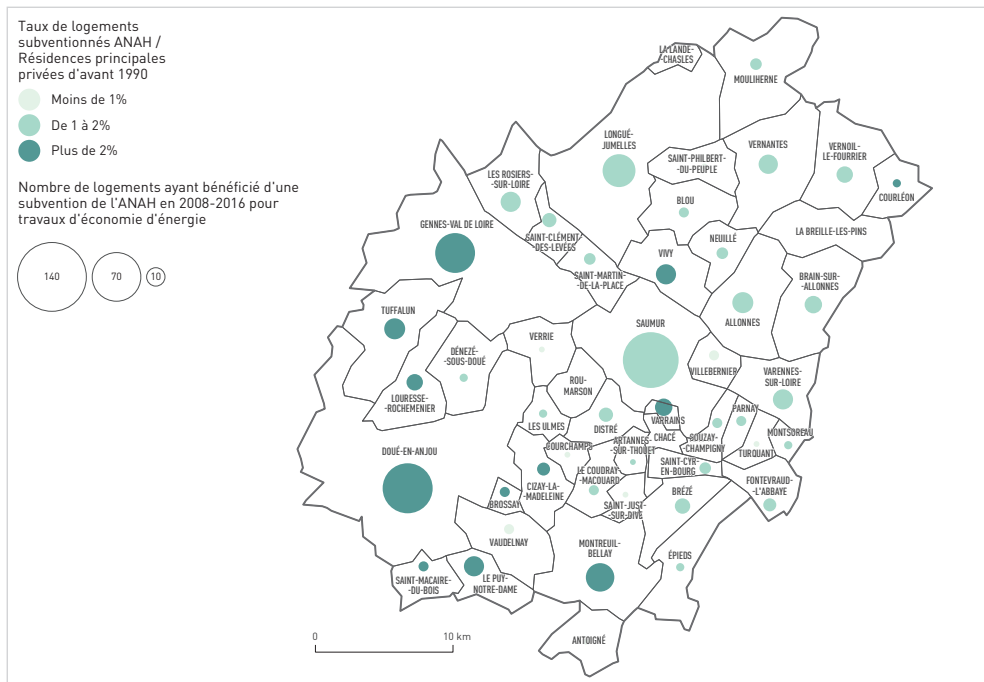 Taux de logements
subventionnés ANAH /
Résidences principales
privées d'avant 1990
Moins de 1%
De 1 à 2%
Plus de 2%
Nombre de logements ayant bénéficié d'une
subvention de l'ANAH en 2008-2016 pour
travaux d'économie d'énergie
140
70
10
LA LANDE-
-CHASLES
MOULIHERNE
LONGUÉ-
JUMELLES
SAINT-PHILBERT-
-DU-PEUPLE
VERNANTES
VERNOIL-
LE-FOURRIER
COURLÉON
LES ROSIERS-
-SUR-LOIRE
BLOU
LA BREILLE-LES-PINS
GENNES-VAL DE LOIRE
SAINT-CLÉMENT-
-DES-LEVÉES
NEUILLÉ
VIVY
SAINT-MARTIN-
-DE-LA-PLACE
BRAIN-SUR-
-ALLONNES
TUFFALUN
ALLONNES
SAUMUR
VERRIE
DÉNEZÉ-
-SOUS-DOUÉ
VILLEBERNIER
VARENNES-
SUR-LOIRE
ROU-
MARSON
LOURESSE-
-ROCHEMENIER
PARNAY
VARRAINS
LES ULMES
DISTRÉ
CHACÉ
SOUZAY-
CHAMPIGNY
MONTSOREAU
ARTANNES-
-SUR-THOUET
TURQUANT
COURCHAMPS
DOUÉ-EN-ANJOU
SAINT-CYR-
EN-BOURG
LE COUDRAY-
-MACOUARD
CIZAY-LA-
-MADELEINE
FONTEVRAUD-
-L'ABBAYE
BRÉZÉ
BROSSAY
SAINT-JUST-
-SUR-DIVE
VAUDELNAY
MONTREUIL-
-BELLAY
ÉPIEDS
SAINT-MACAIRE-
-DU-BOIS
LE PUY-
-NOTRE-DAME
ANTOIGNÉ
0
10 km